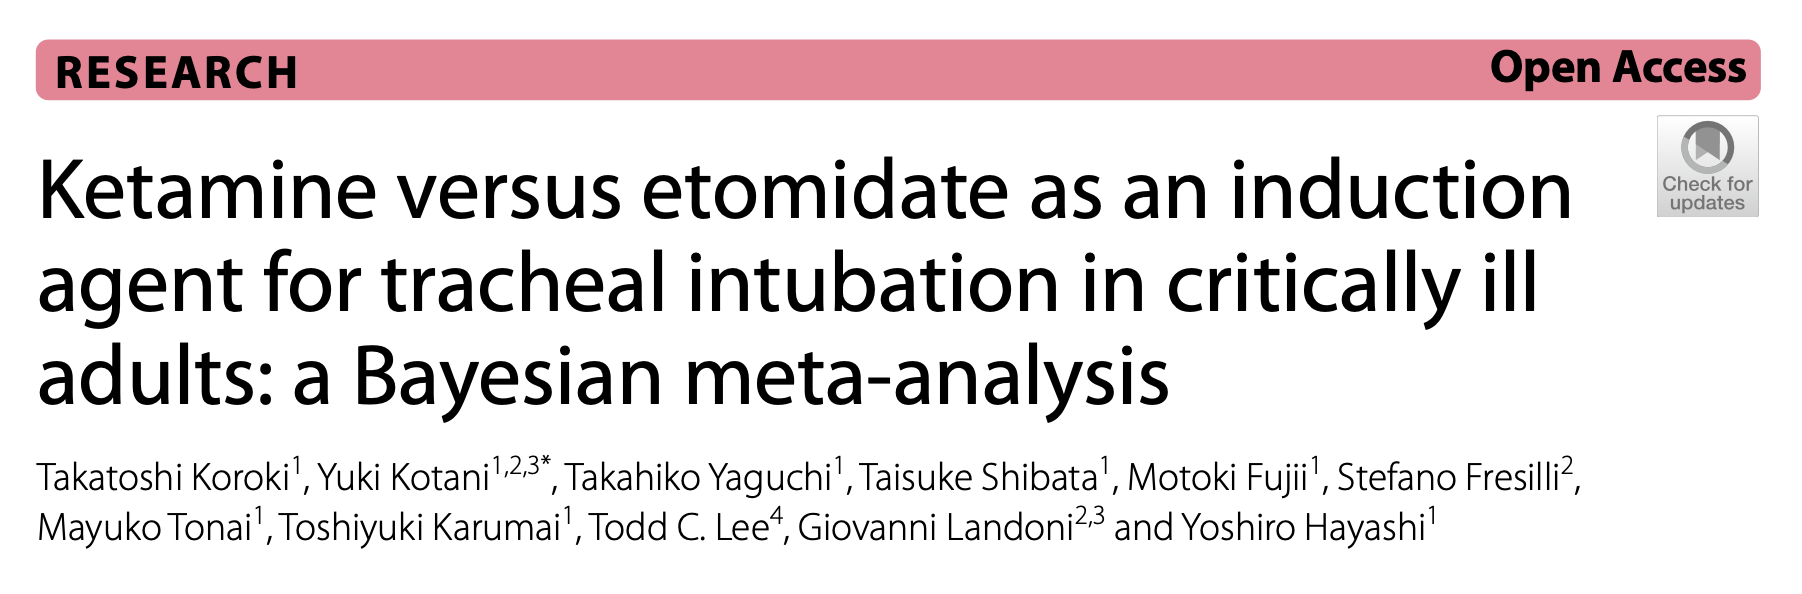 RESEARCH
Open Access
Check for
updates
Ketamine versus etomidate as an induction
agent for tracheal intubation in critically ill
adults: a Bayesian meta-analysis
Takatoshi Koroki1, Yuki Kotani1,2,3*, Takahiko Yaguchi1, Taisuke Shibata1, Motoki Fujii1, Stefano Fresilli2,
Mayuko Tonai1, Toshiyuki Karumai1, Todd C. Lee4, Giovanni Landoni2,3 and Yoshiro Hayashi1